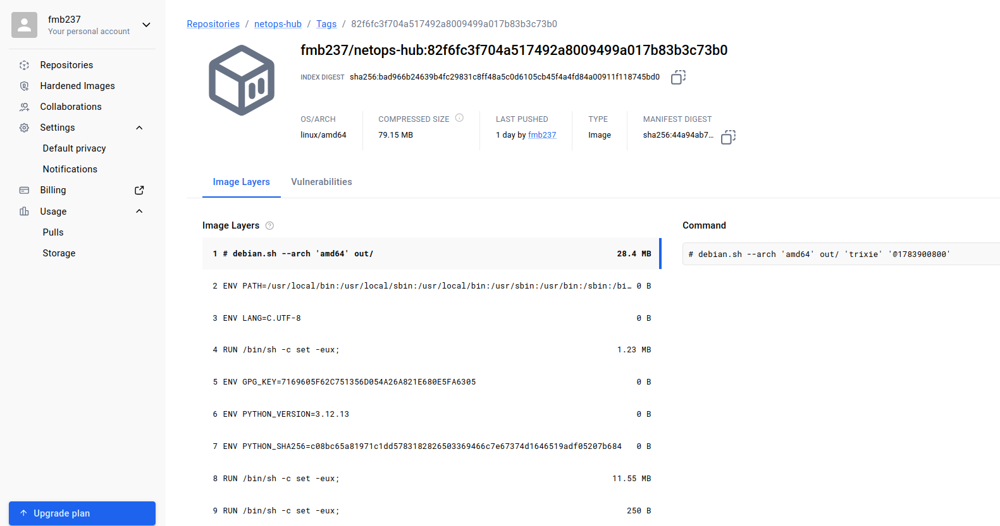 fmb237
Your personal account
Repositories
Hardened Images
Collaborations
Settings
Default privacy
Notifications
Billing
Usage
Pulls
Storage
Upgrade plan
Repositories / netops-hub / Tags / 82f6fc3f704a517492a8009499a017b83b3c73b0
fmb237/netops-hub:82f6fc3f704a517492a8009499a017b83b3c73b0
INDEX DIGEST sha256:bad966b24639b4fc29831c8ff48a5c0d6105cb45f4a4fd84a00911f118745bd0
OS/ARCH COMPRESSED SIZE LAST PUSHED TYPE MANIFEST DIGEST
linux/amd64 79.15 MB 1 day by fmb237 Image sha256:44a94ab7...
Image Layers Vulnerabilities
Image Layers
1 # debian.sh --arch 'amd64' out/ 28.4 MB
2 ENV PATH=/usr/local/bin:/usr/local/sbin:/usr/local/bin:/usr/sbin:/usr/bin:/sbin:/bi… 0 B
3 ENV LANG=C.UTF-8 0 B
4 RUN /bin/sh -c set -eux; 1.23 MB
5 ENV GPG_KEY=7169605F62C751356D054A26A821E680E5FA6305 0 B
6 ENV PYTHON_VERSION=3.12.13 0 B
7 ENV PYTHON_SHA256=c08bc65a81971c1dd5783182826503369466c7e67374d1646519adf05207b684 0 B
8 RUN /bin/sh -c set -eux; 11.55 MB
9 RUN /bin/sh -c set -eux; 250 B
Command
# debian.sh --arch 'amd64' out/ 'trixie' '@1783900800'